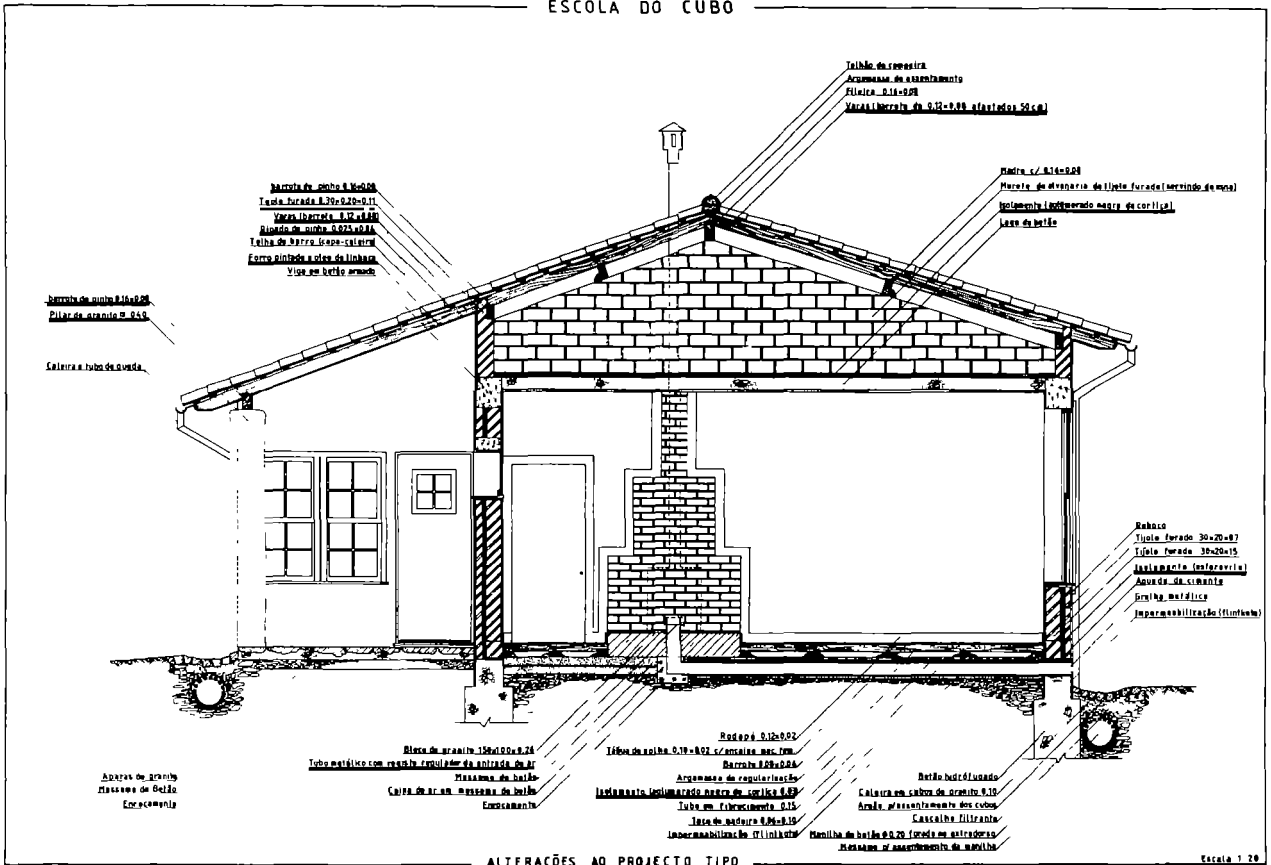 ESCOLA DO CUBO
Telhão de cumeeira
Argamassa de assentamento
Fileira 0.16×0.08
Varas (barrote de 0.12×0.08 afastados 50cm)
Madre c/ 0.16×0.08
Murete de alvenaria de tijolo furado (servindo de asna)
Isolamento (aglomerado negro de cortiça)
Lage de betão
barrote de pinho 0.16×0.08
Tijolo furado 0.30×0.20×0.11
Varas (barrote 0.12×0.08)
Ripado de pinho 0.025×0.04
Telha de barro (capa-caleira)
Forro pintado a oleo de linhaça
Viga em betão armado
barrote de pinho 0.16×0.08
Pilar de granito 0.40
Caleira e tubo de queda
Reboco
Tijolo furado 30×20×07
Tijolo furado 30×20×15
Isolamento (esferovite)
Aguada de cimento
Grelha metálica
Impermeabilização (flintkote)
Bloco de granito 150×100×0.26
Tubo metálico com registo regulador da entrada de ar
Massame de betão
Caixa de ar em massame de betão
Enrocamento
Aparas de granito
Massame de Betão
Enrocamento
Rodapé 0.12×0.02
Tábua de solho 0.10×0.02 c/encaixe mac. fem.
Barrote 0.08×0.06
Argamassa de regularização
Isolamento (aglomerado negro de cortiça 0.03)
Tubo em fibrocimento 0.15
Taco de madeira 0.06×0.10
Impermeabilização (flintkote)
Betão hidrófugado
Caleira em cubos de granito 0.10
Areão p/assentamento dos cubos
Cascalho filtrante
Manilha de betão Ø 0.20 furada no extradorso
Massame p/assentamento da manilha
ALTERAÇÕES AO PROJECTO TIPO
Escala 1 20